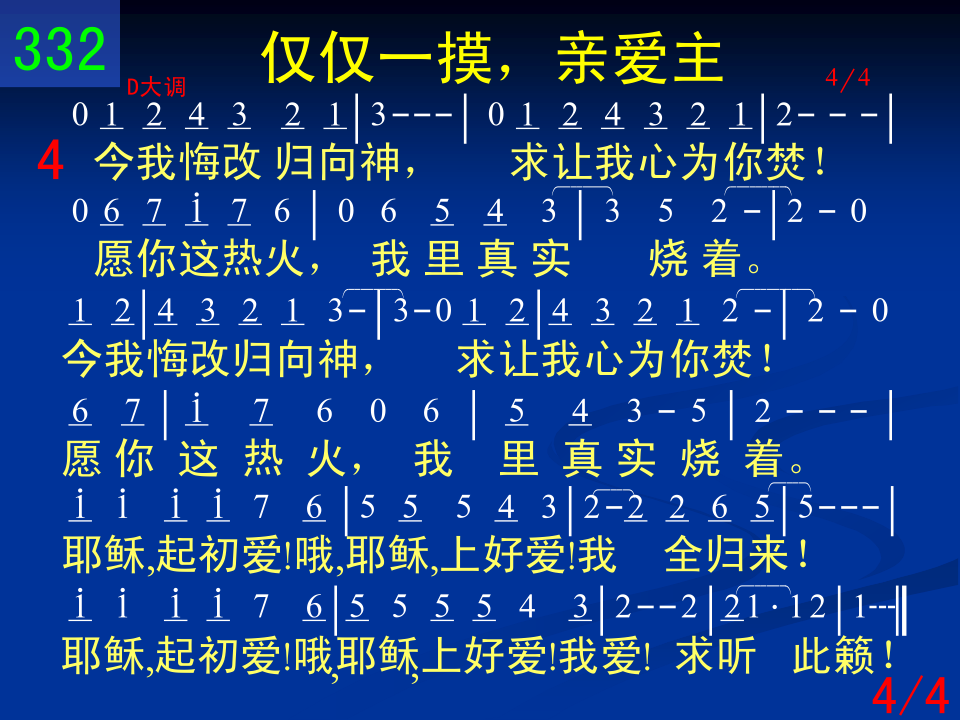 332
仅仅一摸，亲爱主
D大调
4/4
0 1 2 4 3 2 1|3---| 0 1 2 4 3 2 1|2- - -|
4 今我悔改 归向神， 求让我心为你焚！
0 6 7 i 7 6| 0 6 5 4 3| 3 5 2 -|2 - 0
愿你这热火， 我 里 真 实 烧 着。
1 2|4 3 2 1 3-|3-0 1 2|4 3 2 1 2 -| 2 - 0
今我悔改归向神， 求让我心为你焚！
6 7| i 7 6 0 6 | 5 4 3 - 5 | 2 - - - |
愿 你 这 热 火， 我 里 真 实 烧 着。
i i i i 7 6|5 5 5 4 3|2-2 2 6 5|5---|
耶稣,起初爱!哦,耶稣,上好爱!我 全归来！
i i i i 7 6|5 5 5 5 4 3|2--2|21·12|1---‖
耶稣,起初爱!哦,耶稣,上好爱!我爱! 求听 此籁！
4/4